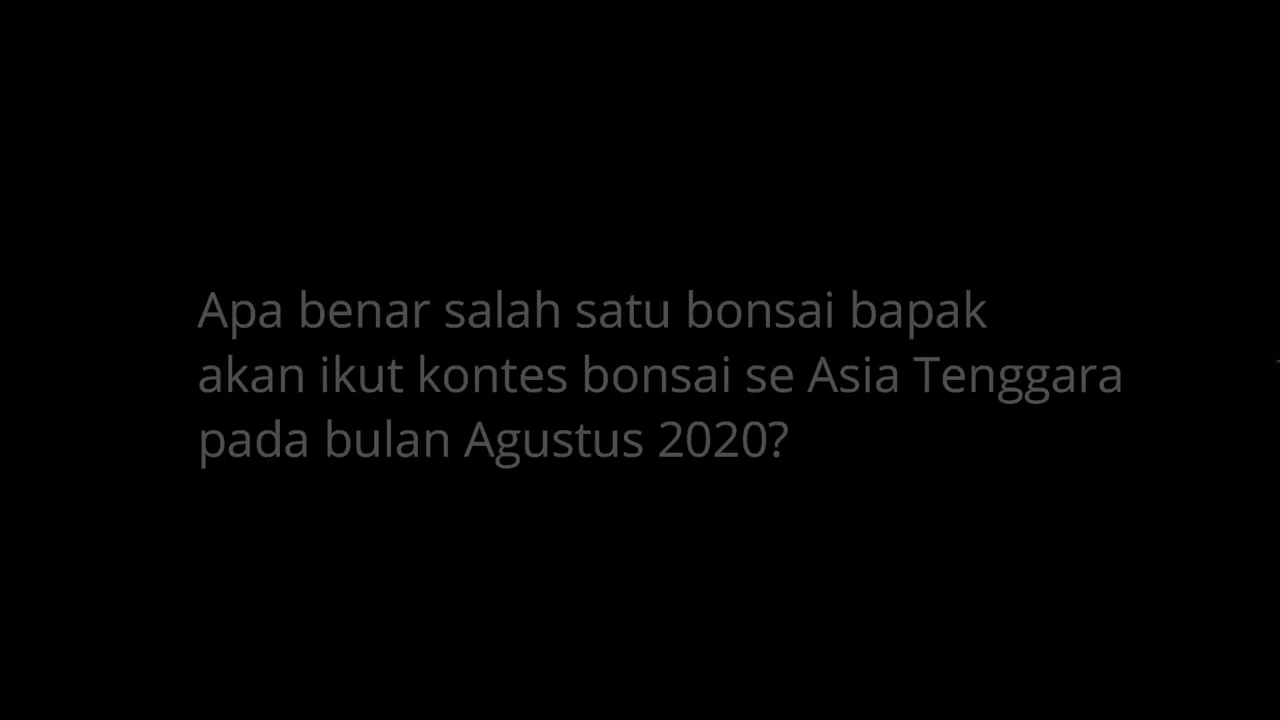 Apa benar salah satu bonsai bapak
akan ikut kontes bonsai se Asia Tenggara
pada bulan Agustus 2020?